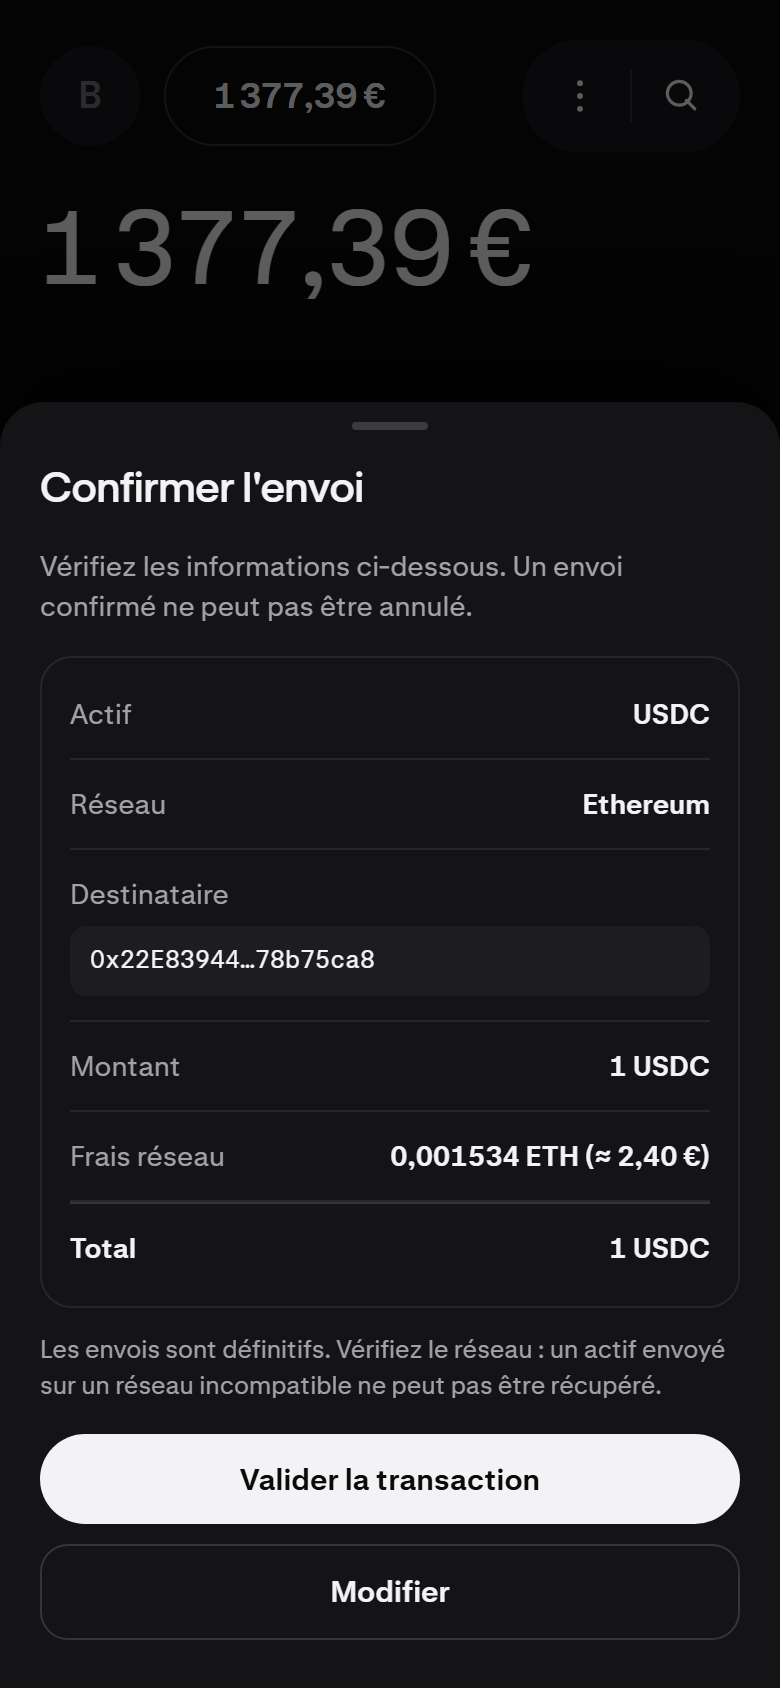 B
1 377,39 €
1 377,39 €
Confirmer l'envoi
Vérifiez les informations ci-dessous. Un envoi
confirmé ne peut pas être annulé.
Actif USDC
Réseau Ethereum
Destinataire
0x22E83944…78b75ca8
Montant 1 USDC
Frais réseau 0,001534 ETH (≈ 2,40 €)
Total 1 USDC
Les envois sont définitifs. Vérifiez le réseau : un actif envoyé
sur un réseau incompatible ne peut pas être récupéré.
Valider la transaction
Modifier